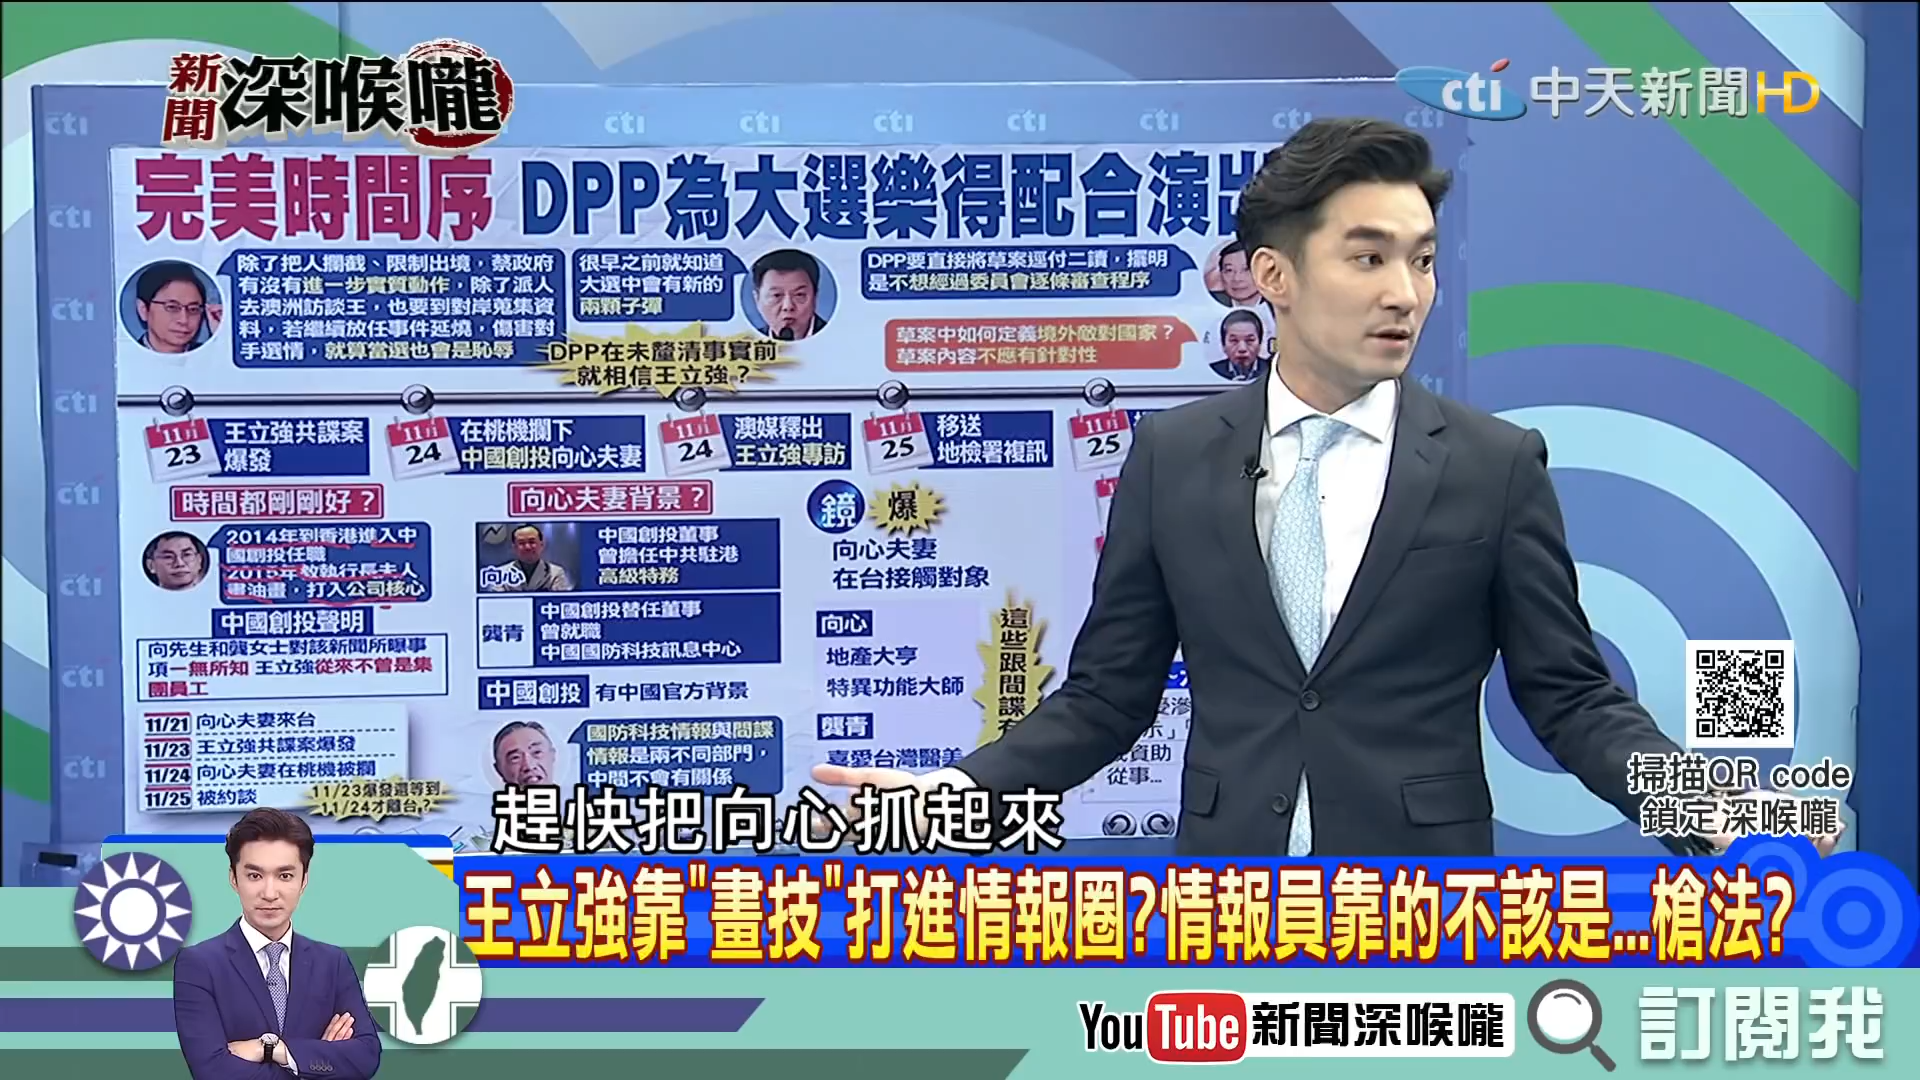 新聞深喉嚨
cti 中天新聞HD
cti cti cti cti cti cti cti
完美時間序 DPP為大選樂得配合演出
除了把人攔截、限制出境，蔡政府
有沒有進一步實質動作，除了派人
去澳洲訪談王，也要到對岸蒐集資
料，若繼續放任事件延燒，傷害對
手選情，就算當選也會是恥辱
很早之前就知道
大選中會有新的
兩顆子彈
DPP要直接將草案逕付二讀，擺明
是不想經過委員會逐條審查程序
草案中如何定義境外敵對國家？
草案內容不應有針對性
DPP在未釐清事實前
就相信王立強？
11月
23
王立強共諜案
爆發
11月
24
在桃機攔下
中國創投向心夫妻
11月
24
澳媒釋出
王立強專訪
11月
25
移送
地檢署複訊
11月
25
時間都剛剛好？
2014年到香港進入中
國創投任職
2015年教執行長夫人
畫油畫，打入公司核心
中國創投聲明
向先生和龔女士對該新聞所曝事
項一無所知 王立強從來不曾是集
團員工
11/21 向心夫妻來台
11/23 王立強共諜案爆發
11/24 向心夫妻在桃機被攔
11/25 被約談
11/23爆發還等到
11/24才離台？
向心夫妻背景？
向心
中國創投董事
曾擔任中共駐港
高級特務
龔青
中國創投替任董事
曾就職
中國國防科技訊息中心
中國創投 有中國官方背景
國防科技情報與間諜
情報是兩不同部門，
中間不會有關係
鏡 爆
向心夫妻
在台接觸對象
向心
地產大亨
特異功能大師
龔青
喜愛台灣醫美
這些跟間諜有
資助
從事...
掃描QR code
鎖定深喉嚨
趕快把向心抓起來
王立強靠"畫技"打進情報圈?情報員靠的不該是...槍法?
YouTube 新聞深喉嚨 訂閱我